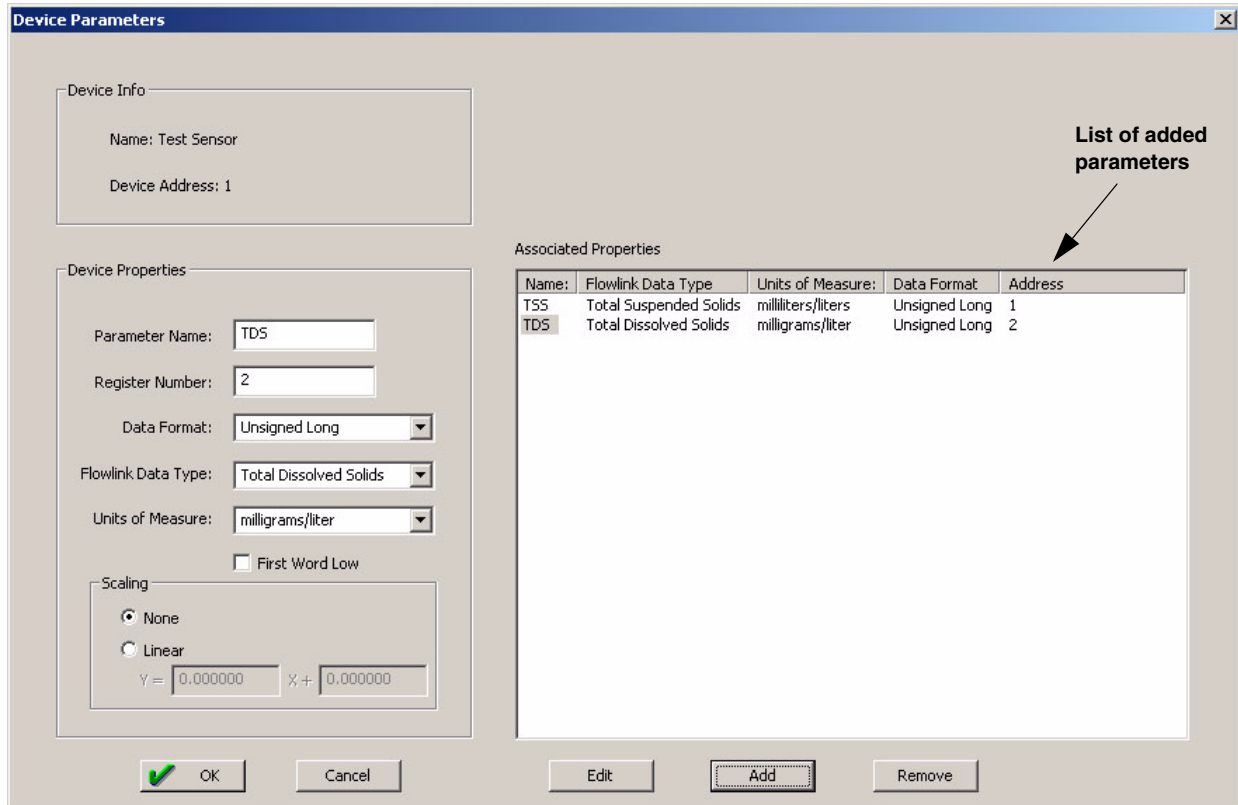 Device Parameters
Device Info
Name: Test Sensor
Device Address: 1
List of added
parameters
Device Properties
Parameter Name: TDS
Register Number: 2
Data Format: Unsigned Long
Flowlink Data Type: Total Dissolved Solids
Units of Measure: milligrams/liter
First Word Low
Scaling
None
Linear
Y = 0.000000 X + 0.000000
Associated Properties
Name: Flowlink Data Type Units of Measure: Data Format Address
TSS Total Suspended Solids milliliters/liters Unsigned Long 1
TDS Total Dissolved Solids milligrams/liter Unsigned Long 2
OK Cancel Edit Add Remove